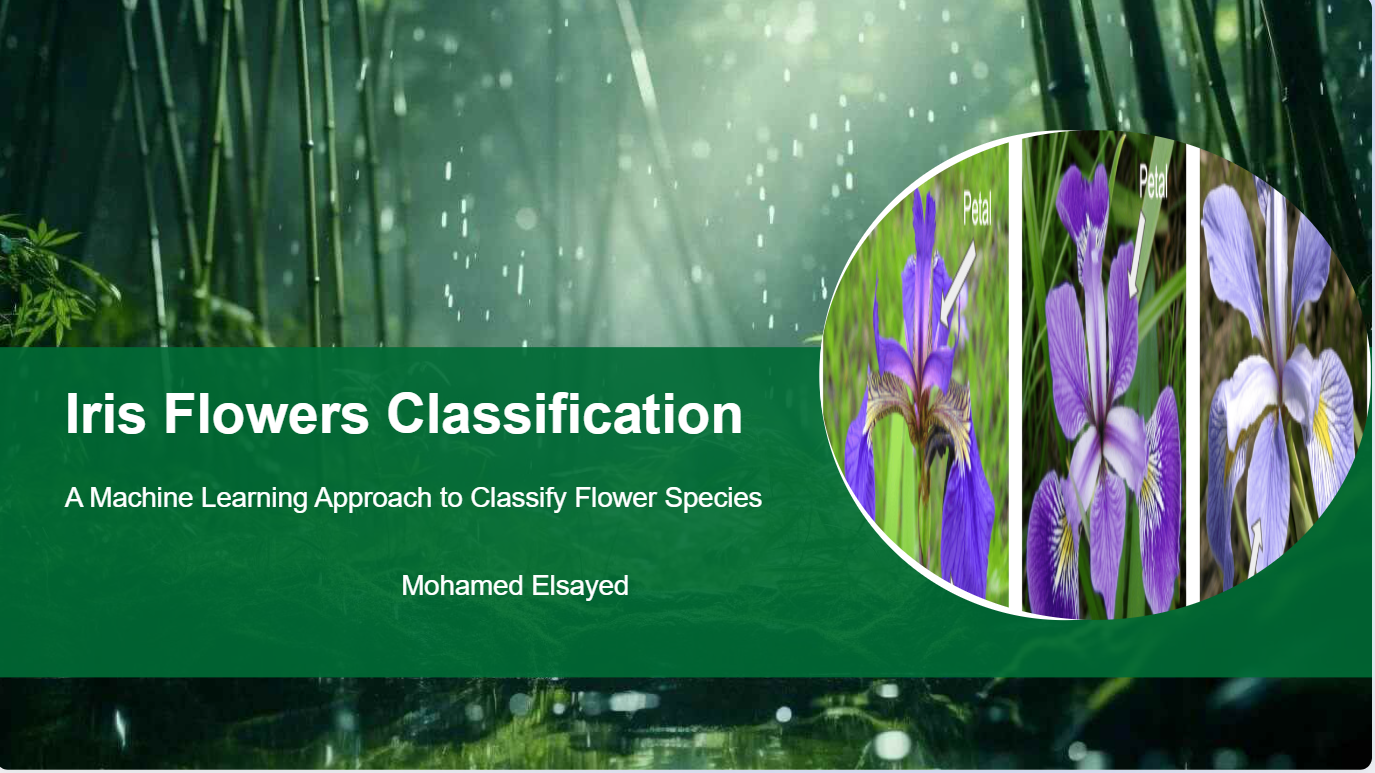 Iris Flowers Classification
A Machine Learning Approach to Classify Flower Species
Mohamed Elsayed
Petal
Petal